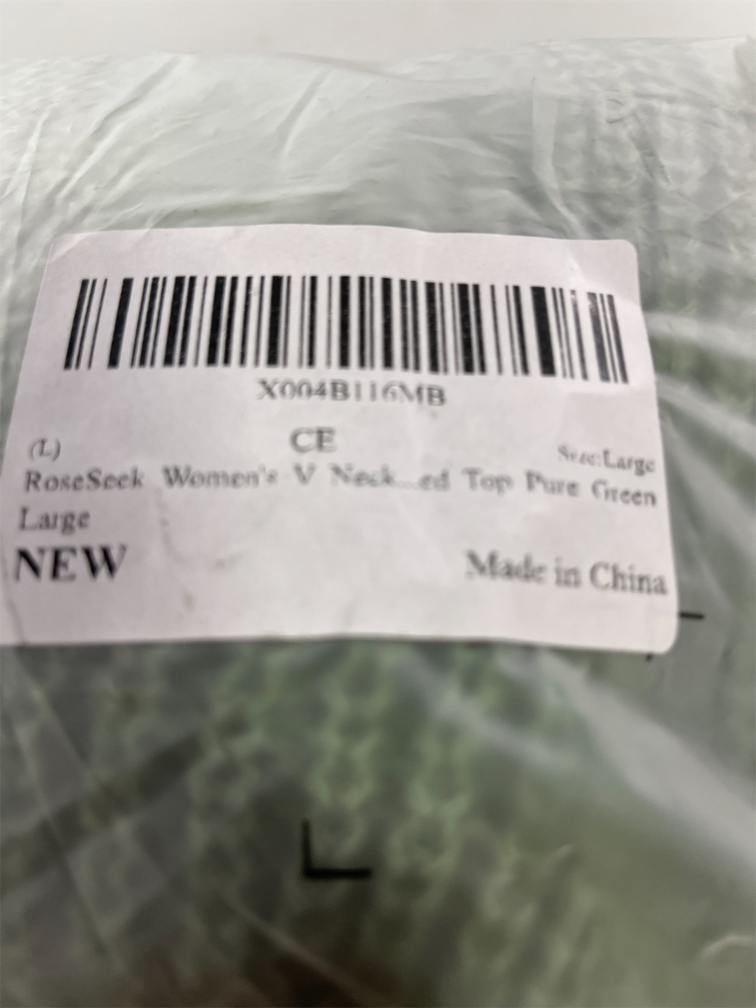 X004B116MB
(L)
CE
Size:Large
RoseSeek Women's V Neck...ed Top Pure Green
Large
NEW
Made in China